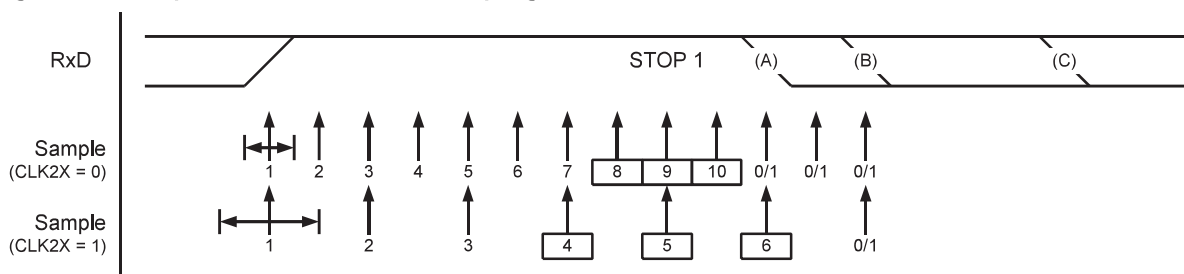 RxD STOP 1 (A) (B) (C)
Sample
(CLK2X = 0)
1 2 3 4 5 6 7 8 9 10 0/1 0/1 0/1
Sample
(CLK2X = 1)
1 2 3 4 5 6 0/1